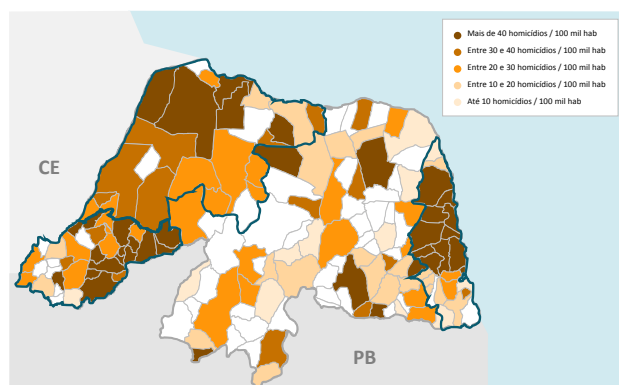 Mais de 40 homicídios / 100 mil hab
Entre 30 e 40 homicídios / 100 mil hab
Entre 20 e 30 homicídios / 100 mil hab
Entre 10 e 20 homicídios / 100 mil hab
Até 10 homicídios / 100 mil hab
CE
PB